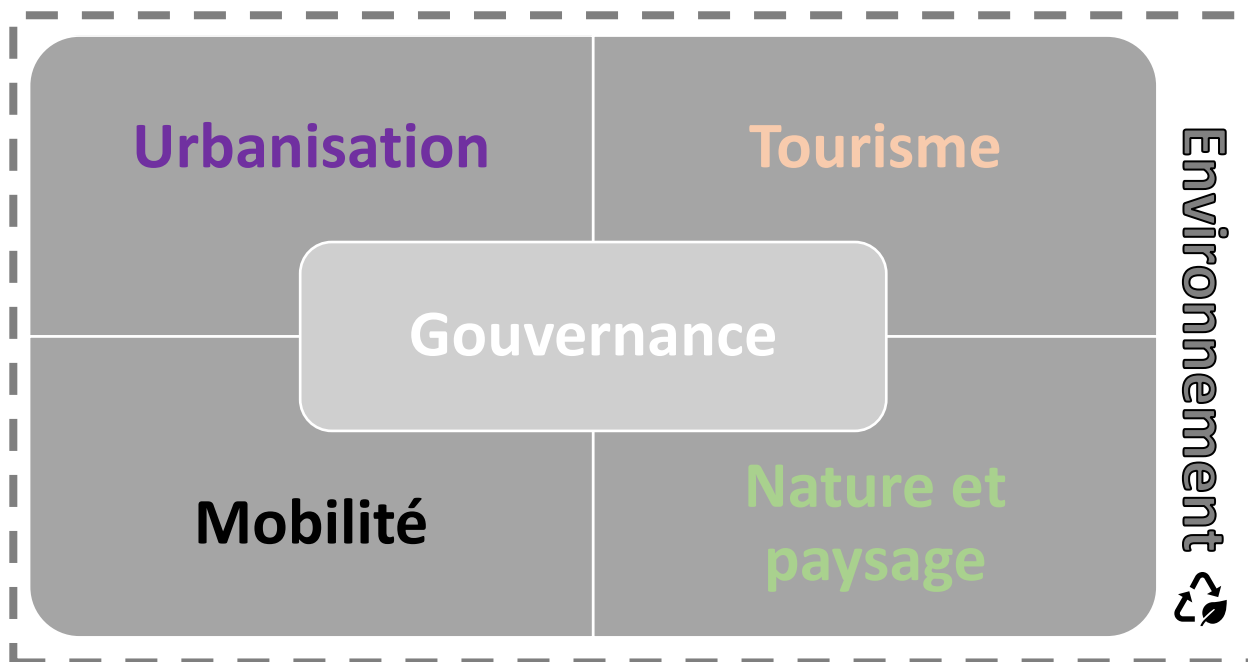 Urbanisation
Tourisme
Gouvernance
Mobilité
Nature et
paysage
Environnement